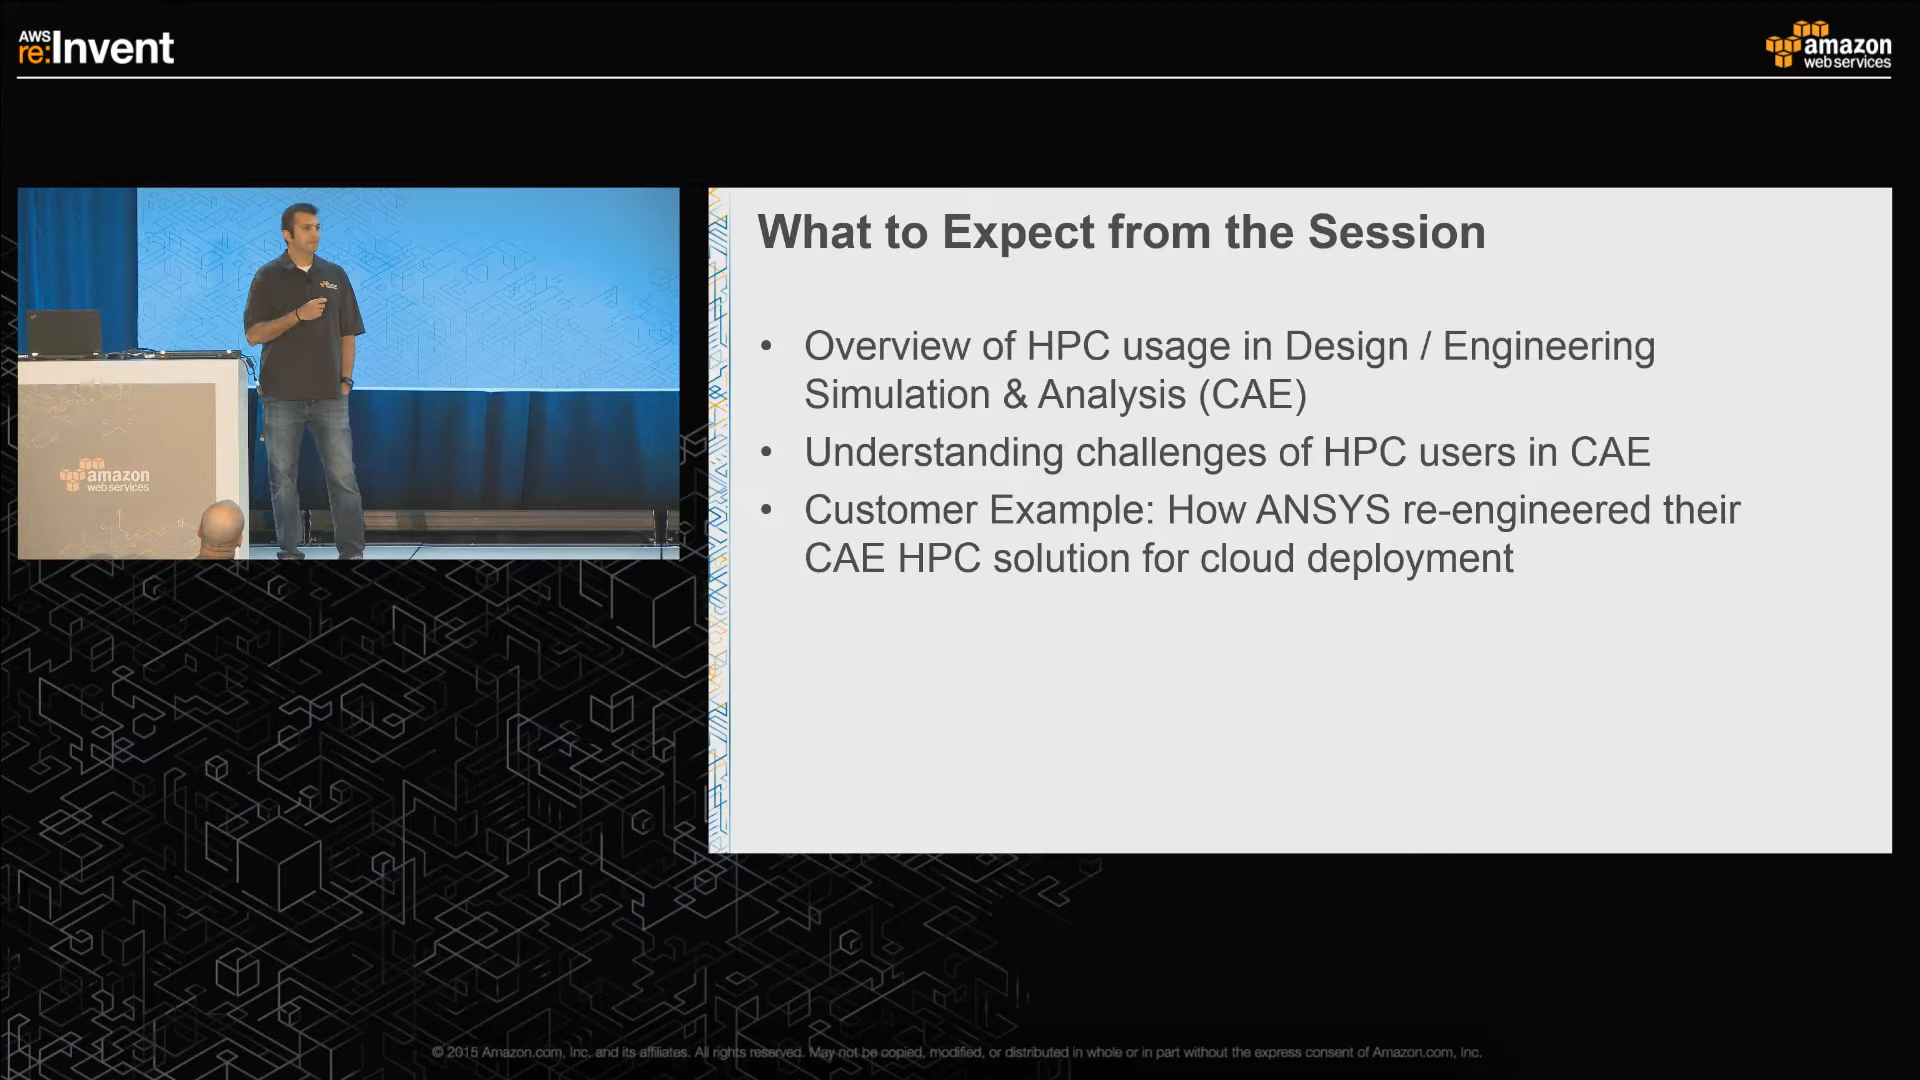 AWS
re:Invent
amazon
web services
What to Expect from the Session
• Overview of HPC usage in Design / Engineering
Simulation & Analysis (CAE)
• Understanding challenges of HPC users in CAE
• Customer Example: How ANSYS re-engineered their
CAE HPC solution for cloud deployment
amazon
web services
© 2015 Amazon.com, Inc. and its affiliates. All rights reserved. May not be copied, modified, or distributed in whole or in part without the express consent of Amazon.com, Inc.